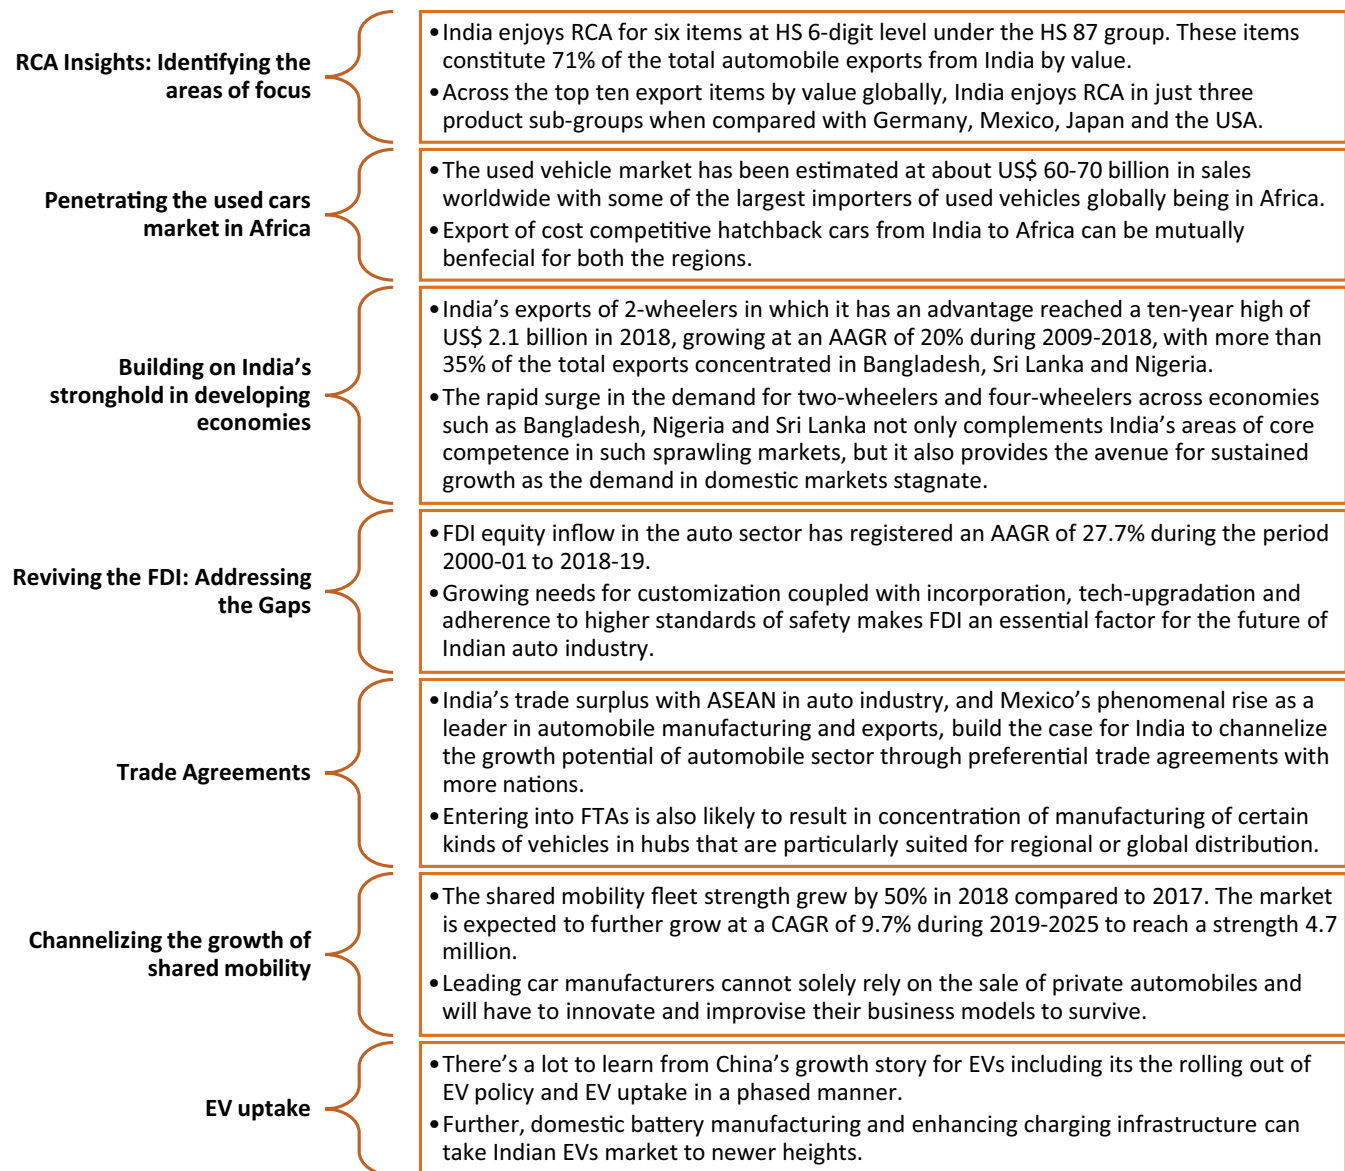 RCA Insights: Identifying the
areas of focus
•India enjoys RCA for six items at HS 6-digit level under the HS 87 group. These items
constitute 71% of the total automobile exports from India by value.
•Across the top ten export items by value globally, India enjoys RCA in just three
product sub-groups when compared with Germany, Mexico, Japan and the USA.
Penetrating the used cars
market in Africa
•The used vehicle market has been estimated at about US$ 60-70 billion in sales
worldwide with some of the largest importers of used vehicles globally being in Africa.
•Export of cost competitive hatchback cars from India to Africa can be mutually
benfecial for both the regions.
Building on India’s
stronghold in developing
economies
•India’s exports of 2-wheelers in which it has an advantage reached a ten-year high of
US$ 2.1 billion in 2018, growing at an AAGR of 20% during 2009-2018, with more than
35% of the total exports concentrated in Bangladesh, Sri Lanka and Nigeria.
•The rapid surge in the demand for two-wheelers and four-wheelers across economies
such as Bangladesh, Nigeria and Sri Lanka not only complements India’s areas of core
competence in such sprawling markets, but it also provides the avenue for sustained
growth as the demand in domestic markets stagnate.
Reviving the FDI: Addressing
the Gaps
•FDI equity inflow in the auto sector has registered an AAGR of 27.7% during the period
2000-01 to 2018-19.
•Growing needs for customization coupled with incorporation, tech-upgradation and
adherence to higher standards of safety makes FDI an essential factor for the future of
Indian auto industry.
Trade Agreements
•India’s trade surplus with ASEAN in auto industry, and Mexico’s phenomenal rise as a
leader in automobile manufacturing and exports, build the case for India to channelize
the growth potential of automobile sector through preferential trade agreements with
more nations.
•Entering into FTAs is also likely to result in concentration of manufacturing of certain
kinds of vehicles in hubs that are particularly suited for regional or global distribution.
Channelizing the growth of
shared mobility
•The shared mobility fleet strength grew by 50% in 2018 compared to 2017. The market
is expected to further grow at a CAGR of 9.7% during 2019-2025 to reach a strength 4.7
million.
•Leading car manufacturers cannot solely rely on the sale of private automobiles and
will have to innovate and improvise their business models to survive.
EV uptake
•There’s a lot to learn from China’s growth story for EVs including its the rolling out of
EV policy and EV uptake in a phased manner.
•Further, domestic battery manufacturing and enhancing charging infrastructure can
take Indian EVs market to newer heights.